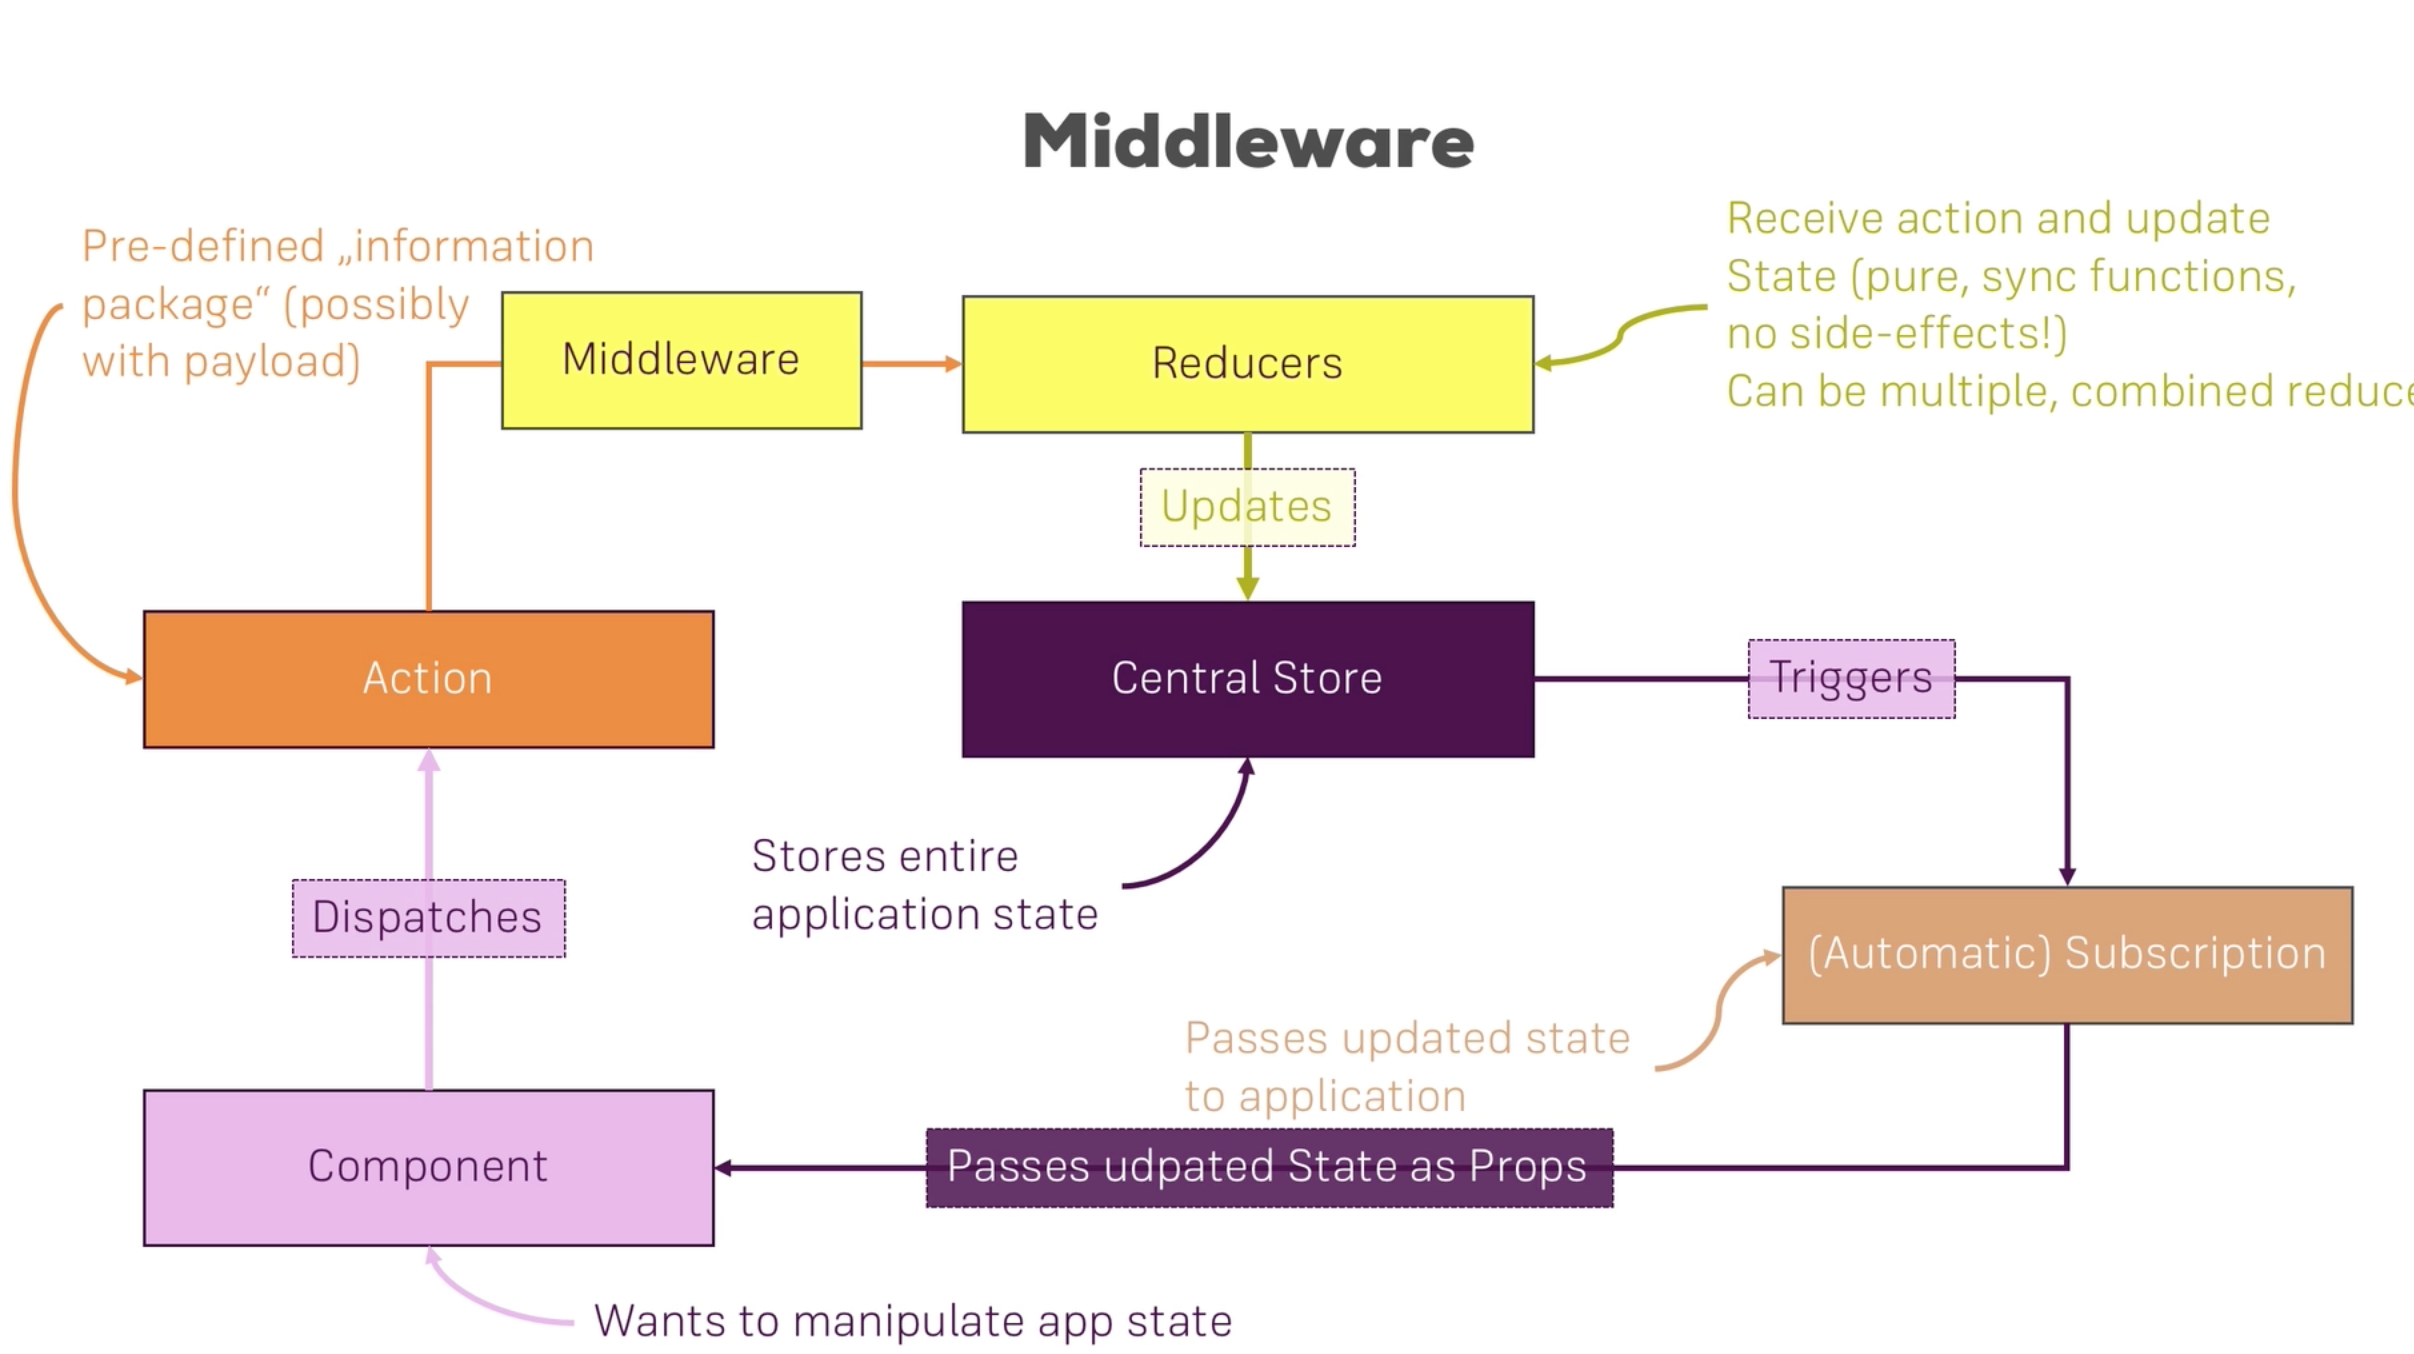 Middleware
Pre-defined „information
package“ (possibly
with payload)
Middleware
Reducers
Receive action and update
State (pure, sync functions,
no side-effects!)
Can be multiple, combined
Updates
Action
Central Store
Triggers
Stores entire
application state
Dispatches
(Automatic) Subscription
Passes updated state
to application
Component
Passes udpated State as Props
Wants to manipulate app state